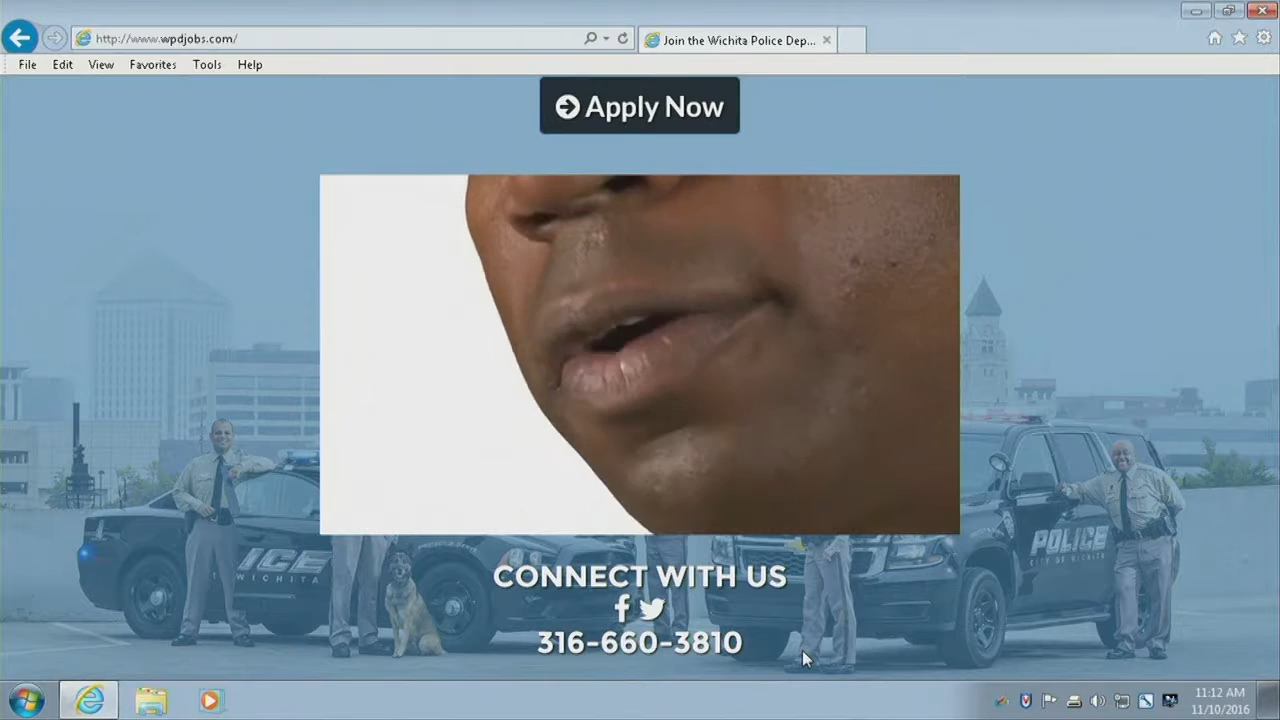 http://www.wpdjobs.com/
Join the Wichita Police Dep...
File Edit View Favorites Tools Help
Apply Now
ICE
WICHITA
POLICE
CITY OF WICHITA
CONNECT WITH US
316-660-3810
11:12 AM
11/10/2016